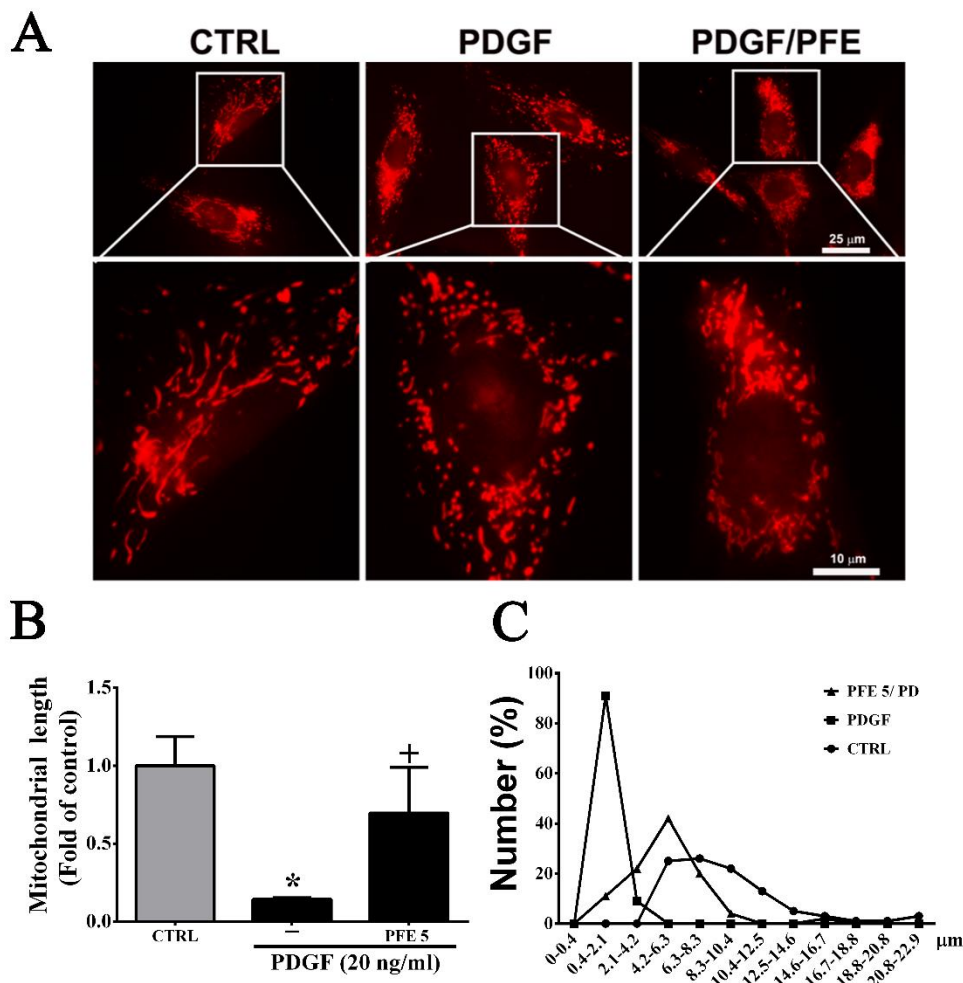 A
CTRL PDGF PDGF/PFE
25 μm
10 μm
B
Mitochondrial length
(Fold of control)
1.5
1.0
0.5
0.0
*
+
CTRL – PFE 5
PDGF (20 ng/ml)
C
Number (%)
100
80
60
40
20
0
PFE 5/ PD
PDGF
CTRL
0-0.4
0.4-2.1
2.1-4.2
4.2-6.3
6.3-8.3
8.3-10.4
10.4-12.5
12.5-14.6
14.6-16.7
16.7-18.8
18.8-20.8
20.8-22.9
μm